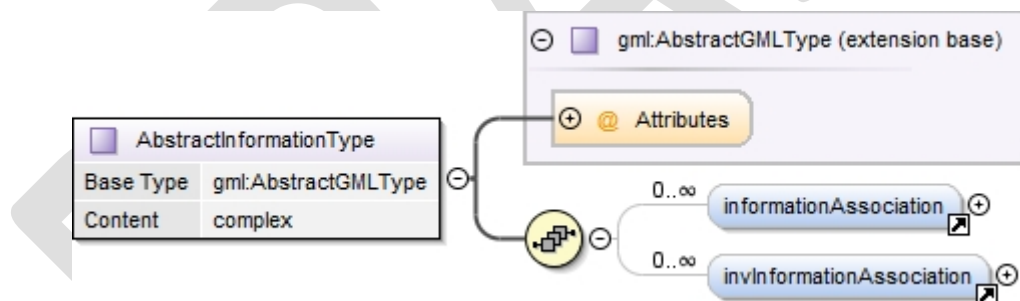 gml:AbstractGMLType (extension base)
@ Attributes
AbstractInformationType
Base Type gml:AbstractGMLType
Content complex
0..∞
informationAssociation
0..∞
invInformationAssociation